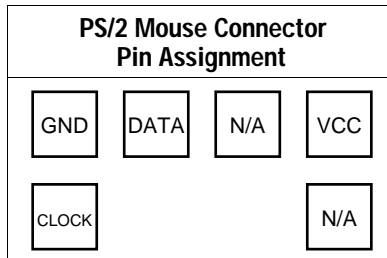 PS/2 Mouse Connector
Pin Assignment
GND DATA N/A VCC
CLOCK N/A